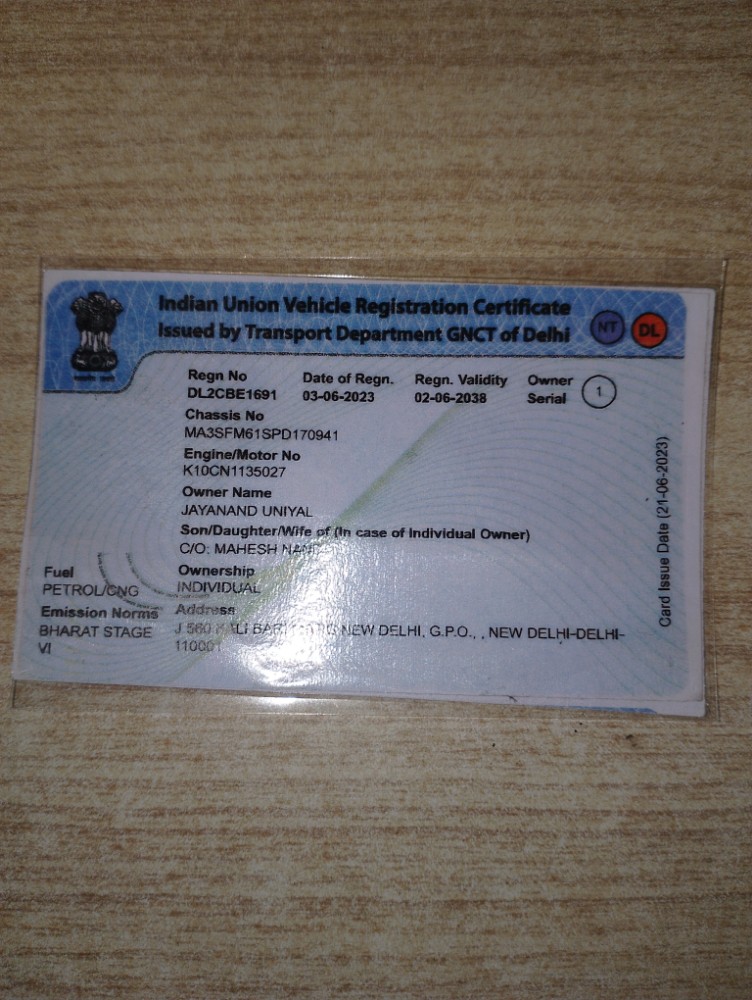 Indian Union Vehicle Registration Certificate
Issued by Transport Department GNCT of Delhi
NT DL
Regn No Date of Regn. Regn. Validity Owner Serial 1
DL2CBE1691 03-06-2023 02-06-2038
Chassis No
MA3SFM61SPD170941
Engine/Motor No
K10CN1135027
Owner Name
JAYANAND UNIYAL
Son/Daughter/Wife of (In case of Individual Owner)
C/O: MAHESH
Fuel Ownership
PETROL/CNG INDIVIDUAL
Emission Norms Address
BHARAT STAGE J 560 NEW DELHI, G.P.O., , NEW DELHI-DELHI-
VI 110001
Card Issue Date (21-06-2023)